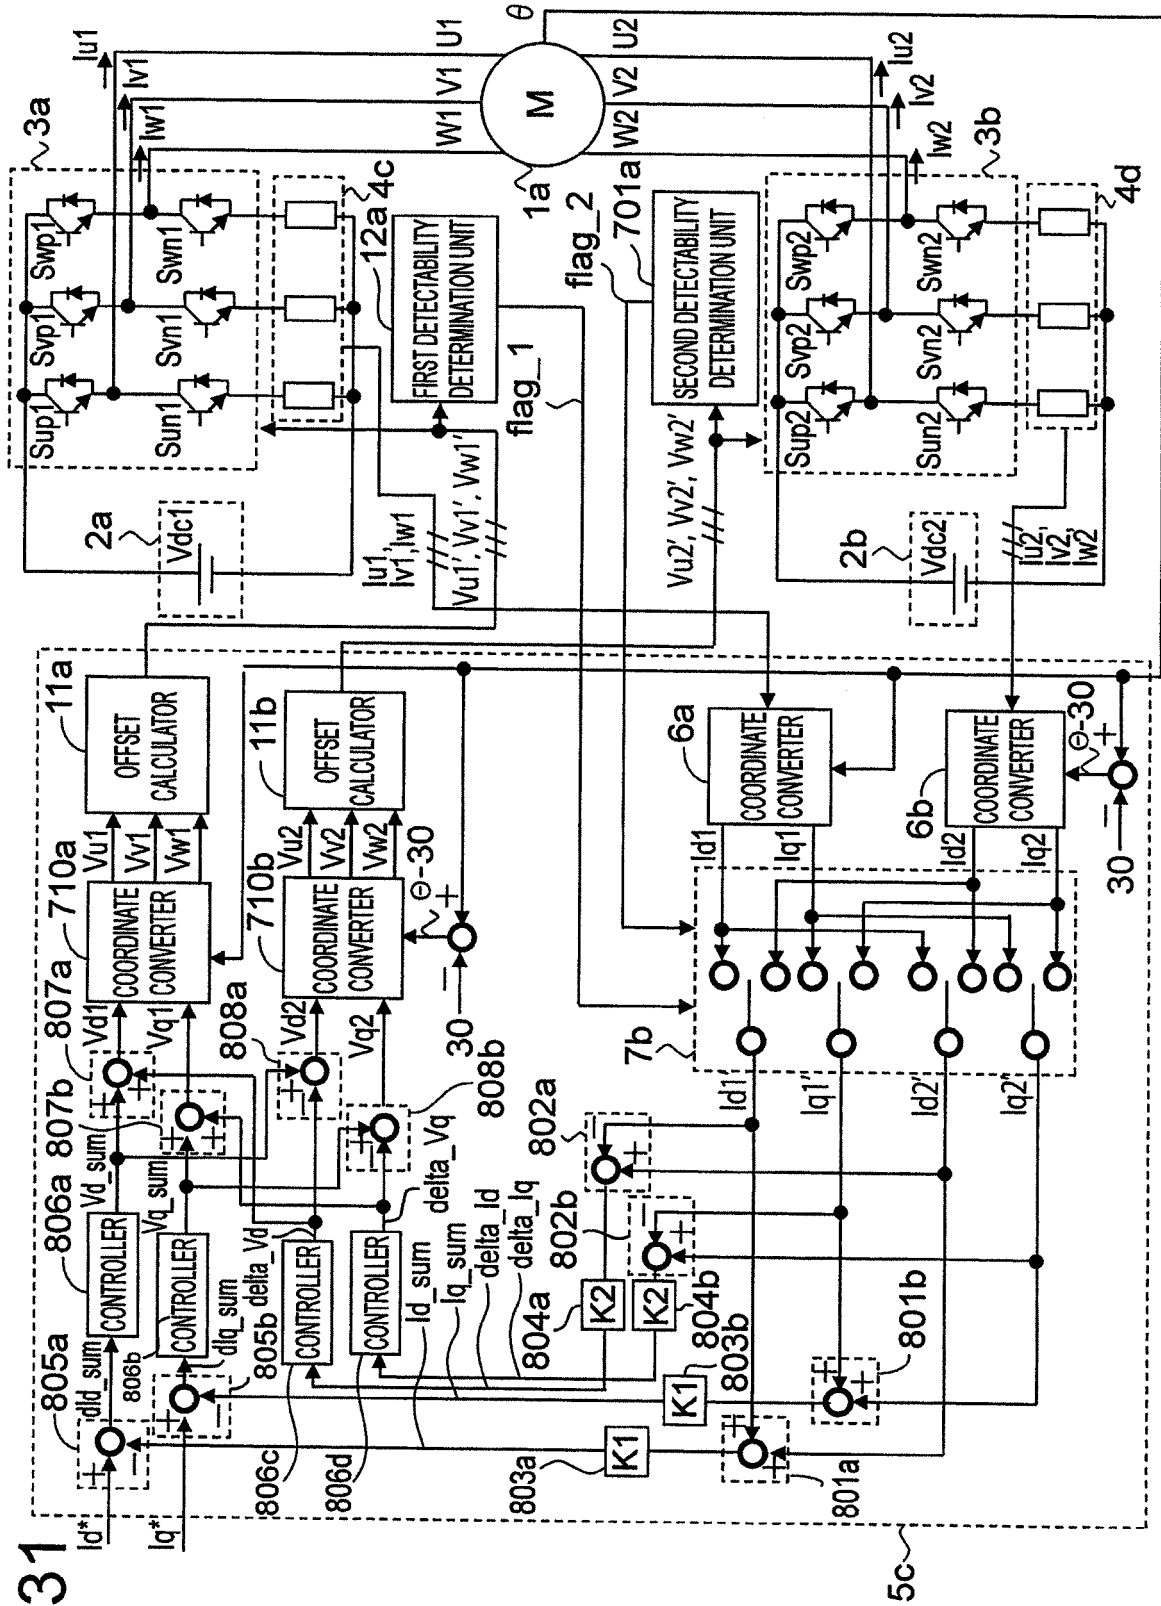 31
Id*
Iq*
805a
dId_sum
806a
Vd_sum
807b
807a
Vd1
Vq1
710a
Vu1
Vv1
Vw1
11a
CONTROLLER
COORDINATE
CONVERTER
OFFSET
CALCULATOR
806b
dIq_sum
CONTROLLER
Vq_sum
805b
delta_Vd
808a
Vd2
Vq2
710b
Vu2
Vv2
Vw2
11b
CONTROLLER
COORDINATE
CONVERTER
OFFSET
CALCULATOR
Θ-30
30
806c
806d
CONTROLLER
delta_Vq
808b
Id_sum
Iq_sum
delta_Id
delta_Iq
804a
802b
802a
K2
K2
804b
803b
K1
803a
K1
801b
801a
7b
Id1'
Iq1'
Id2'
Iq2'
Id1
Iq1
6a
COORDINATE
CONVERTER
6b
Id2
Iq2
COORDINATE
CONVERTER
Θ-30
30
5c
2a
Vdc1
Iu1,
Iv1,Iw1
Vu1', Vv1', Vw1'
3a
Sup1
Svp1
Swp1
Sun1
Svn1
Swn1
4c
12a
FIRST DETECTABILITY
DETERMINATION UNIT
flag_1
Iu1
Iv1
Iw1
U1
V1
W1
θ
M
1a
U2
V2
W2
flag_2
701a
SECOND DETECTABILITY
DETERMINATION UNIT
Vu2', Vv2', Vw2'
Iu2
Iv2
Iw2
3b
Sup2
Svp2
Swp2
Sun2
Svn2
Swn2
4d
2b
Vdc2
Iu2,
Iv2,
Iw2